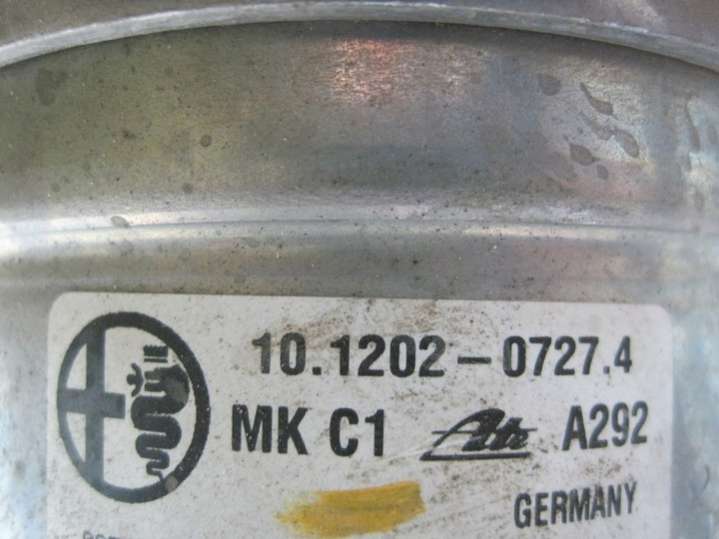 10.1202-0727.4
MK C1 Ate A292
GERMANY